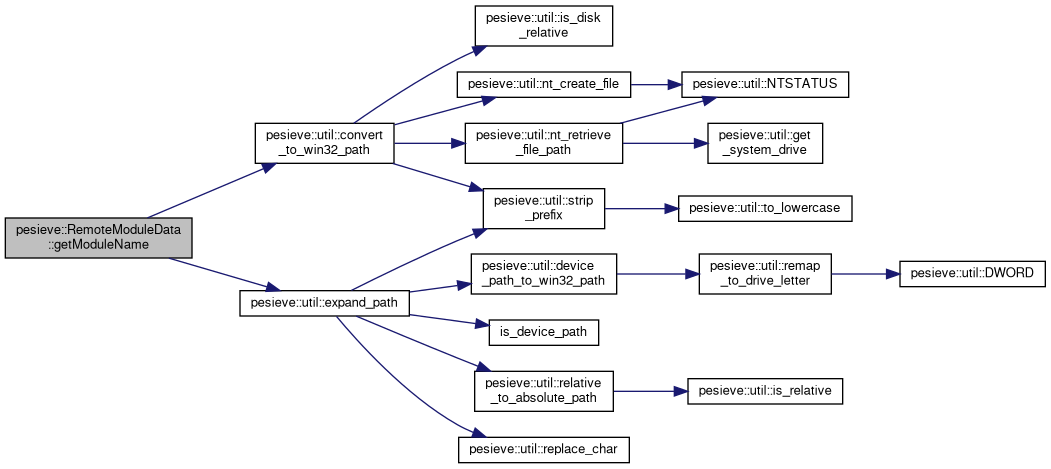 pesieve::RemoteModuleData
::getModuleName
pesieve::util::convert
_to_win32_path
pesieve::util::expand_path
pesieve::util::is_disk
_relative
pesieve::util::nt_create_file
pesieve::util::nt_retrieve
_file_path
pesieve::util::strip
_prefix
pesieve::util::device
_path_to_win32_path
is_device_path
pesieve::util::relative
_to_absolute_path
pesieve::util::replace_char
pesieve::util::NTSTATUS
pesieve::util::get
_system_drive
pesieve::util::to_lowercase
pesieve::util::remap
_to_drive_letter
pesieve::util::is_relative
pesieve::util::DWORD